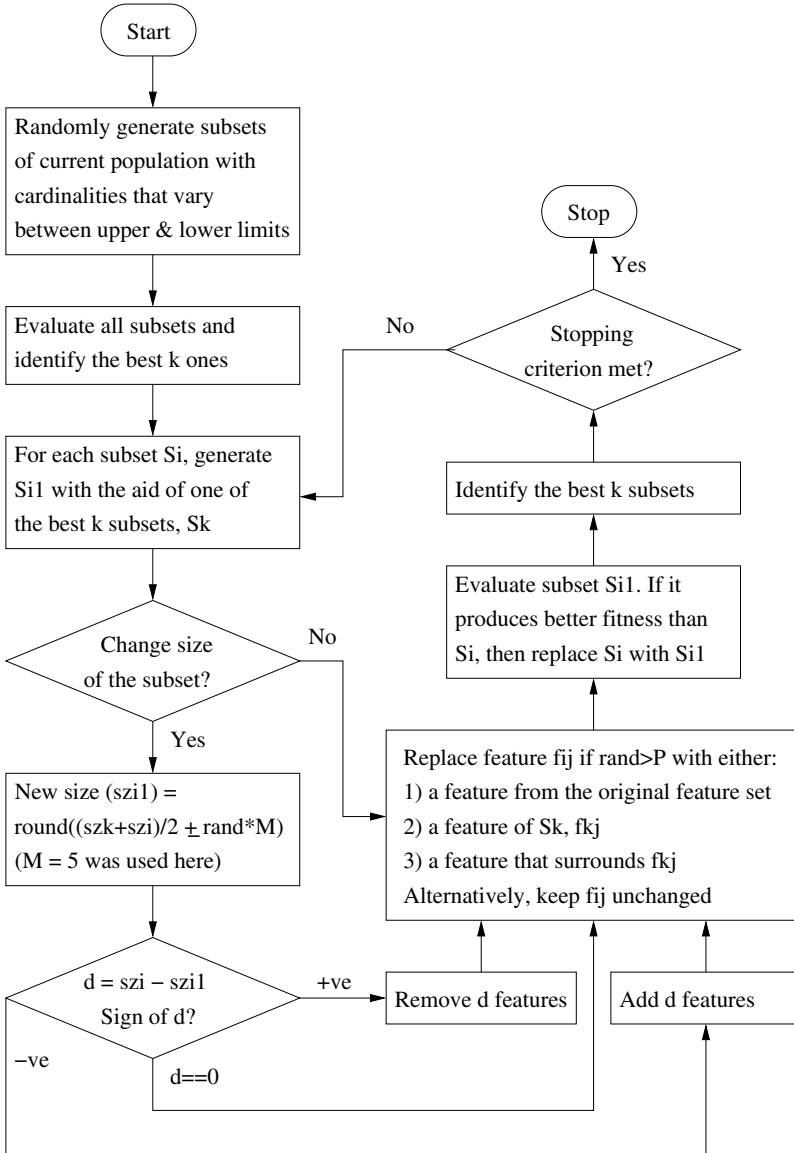 Start
Randomly generate subsets
of current population with
cardinalities that vary
between upper & lower limits
Evaluate all subsets and
identify the best k ones
For each subset Si, generate
Si1 with the aid of one of
the best k subsets, Sk
Change size
of the subset?
No
Yes
New size (szi1) =
round((szk+szi)/2 ± rand*M)
(M = 5 was used here)
d = szi − szi1
Sign of d?
+ve
−ve
d==0
Remove d features
Add d features
Replace feature fij if rand>P with either:
1) a feature from the original feature set
2) a feature of Sk, fkj
3) a feature that surrounds fkj
Alternatively, keep fij unchanged
Evaluate subset Si1. If it
produces better fitness than
Si, then replace Si with Si1
Identify the best k subsets
Stopping
criterion met?
No
Yes
Stop